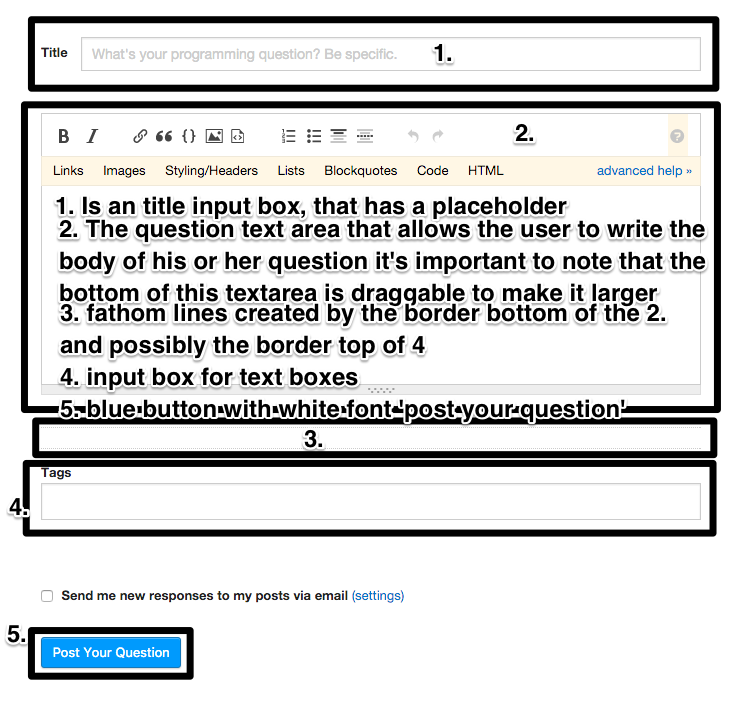 Title What's your programming question? Be specific. 1.
B I 2. ?
Links Images Styling/Headers Lists Blockquotes Code HTML advanced help »
1. Is an title input box, that has a placeholder
2. The question text area that allows the user to write the
body of his or her question it's important to note that the
bottom of this textarea is draggable to make it larger
3. fathom lines created by the border bottom of the 2.
and possibly the border top of 4
4. input box for text boxes
5. blue button with white font 'post your question'
3.
Tags
4.
Send me new responses to my posts via email (settings)
5.
Post Your Question